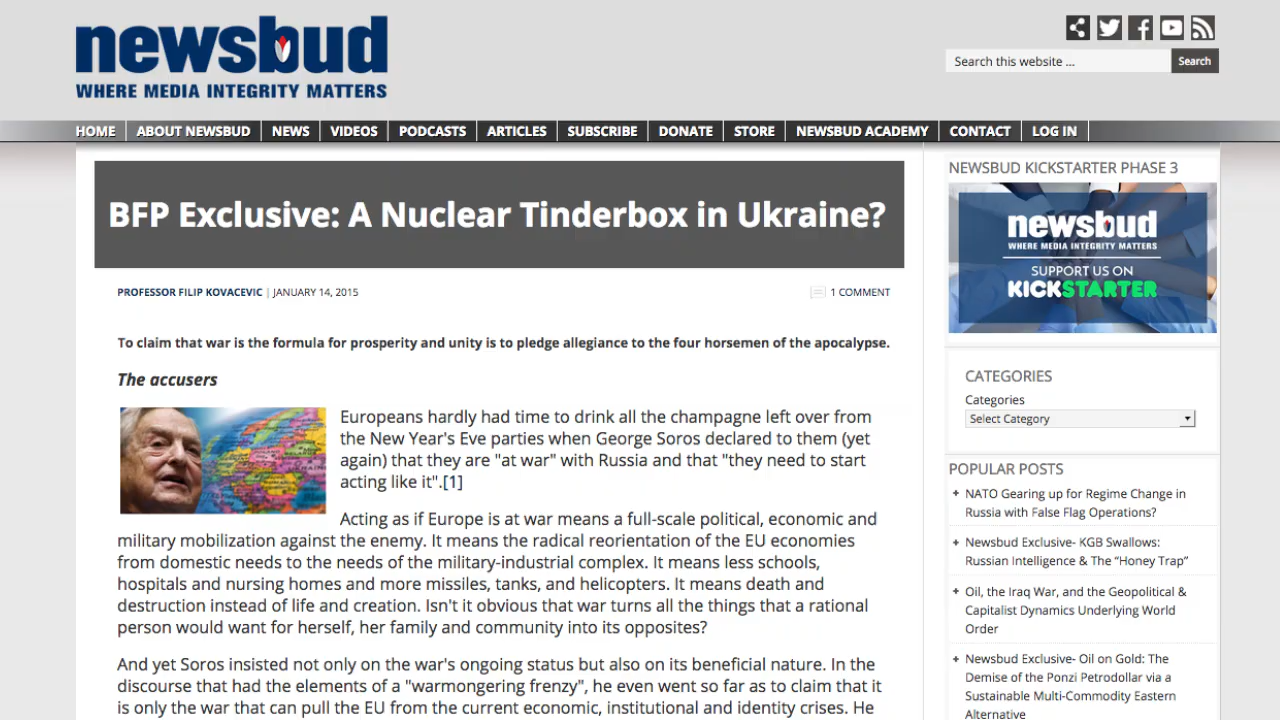 newsbud
WHERE MEDIA INTEGRITY MATTERS
Search this website ...
Search
HOME
ABOUT NEWSBUD
NEWS
VIDEOS
PODCASTS
ARTICLES
SUBSCRIBE
DONATE
STORE
NEWSBUD ACADEMY
CONTACT
LOG IN
BFP Exclusive: A Nuclear Tinderbox in Ukraine?
PROFESSOR FILIP KOVACEVIC | JANUARY 14, 2015
1 COMMENT
To claim that war is the formula for prosperity and unity is to pledge allegiance to the four horsemen of the apocalypse.
The accusers
Europeans hardly had time to drink all the champagne left over from
the New Year's Eve parties when George Soros declared to them (yet
again) that they are "at war" with Russia and that "they need to start
acting like it".[1]
Acting as if Europe is at war means a full-scale political, economic and
military mobilization against the enemy. It means the radical reorientation of the EU economies
from domestic needs to the needs of the military-industrial complex. It means less schools,
hospitals and nursing homes and more missiles, tanks, and helicopters. It means death and
destruction instead of life and creation. Isn't it obvious that war turns all the things that a rational
person would want for herself, her family and community into its opposites?
And yet Soros insisted not only on the war's ongoing status but also on its beneficial nature. In the
discourse that had the elements of a "warmongering frenzy", he even went so far as to claim that it
is only the war that can pull the EU from the current economic, institutional and identity crises. He
NEWSBUD KICKSTARTER PHASE 3
newsbud
WHERE MEDIA INTEGRITY MATTERS
SUPPORT US ON
KICKSTARTER
CATEGORIES
Categories
Select Category
POPULAR POSTS
+ NATO Gearing up for Regime Change in
Russia with False Flag Operations?
+ Newsbud Exclusive- KGB Swallows:
Russian Intelligence & The “Honey Trap”
+ Oil, the Iraq War, and the Geopolitical &
Capitalist Dynamics Underlying World
Order
+ Newsbud Exclusive- Oil on Gold: The
Demise of the Ponzi Petrodollar via a
Sustainable Multi-Commodity Eastern
Alternative